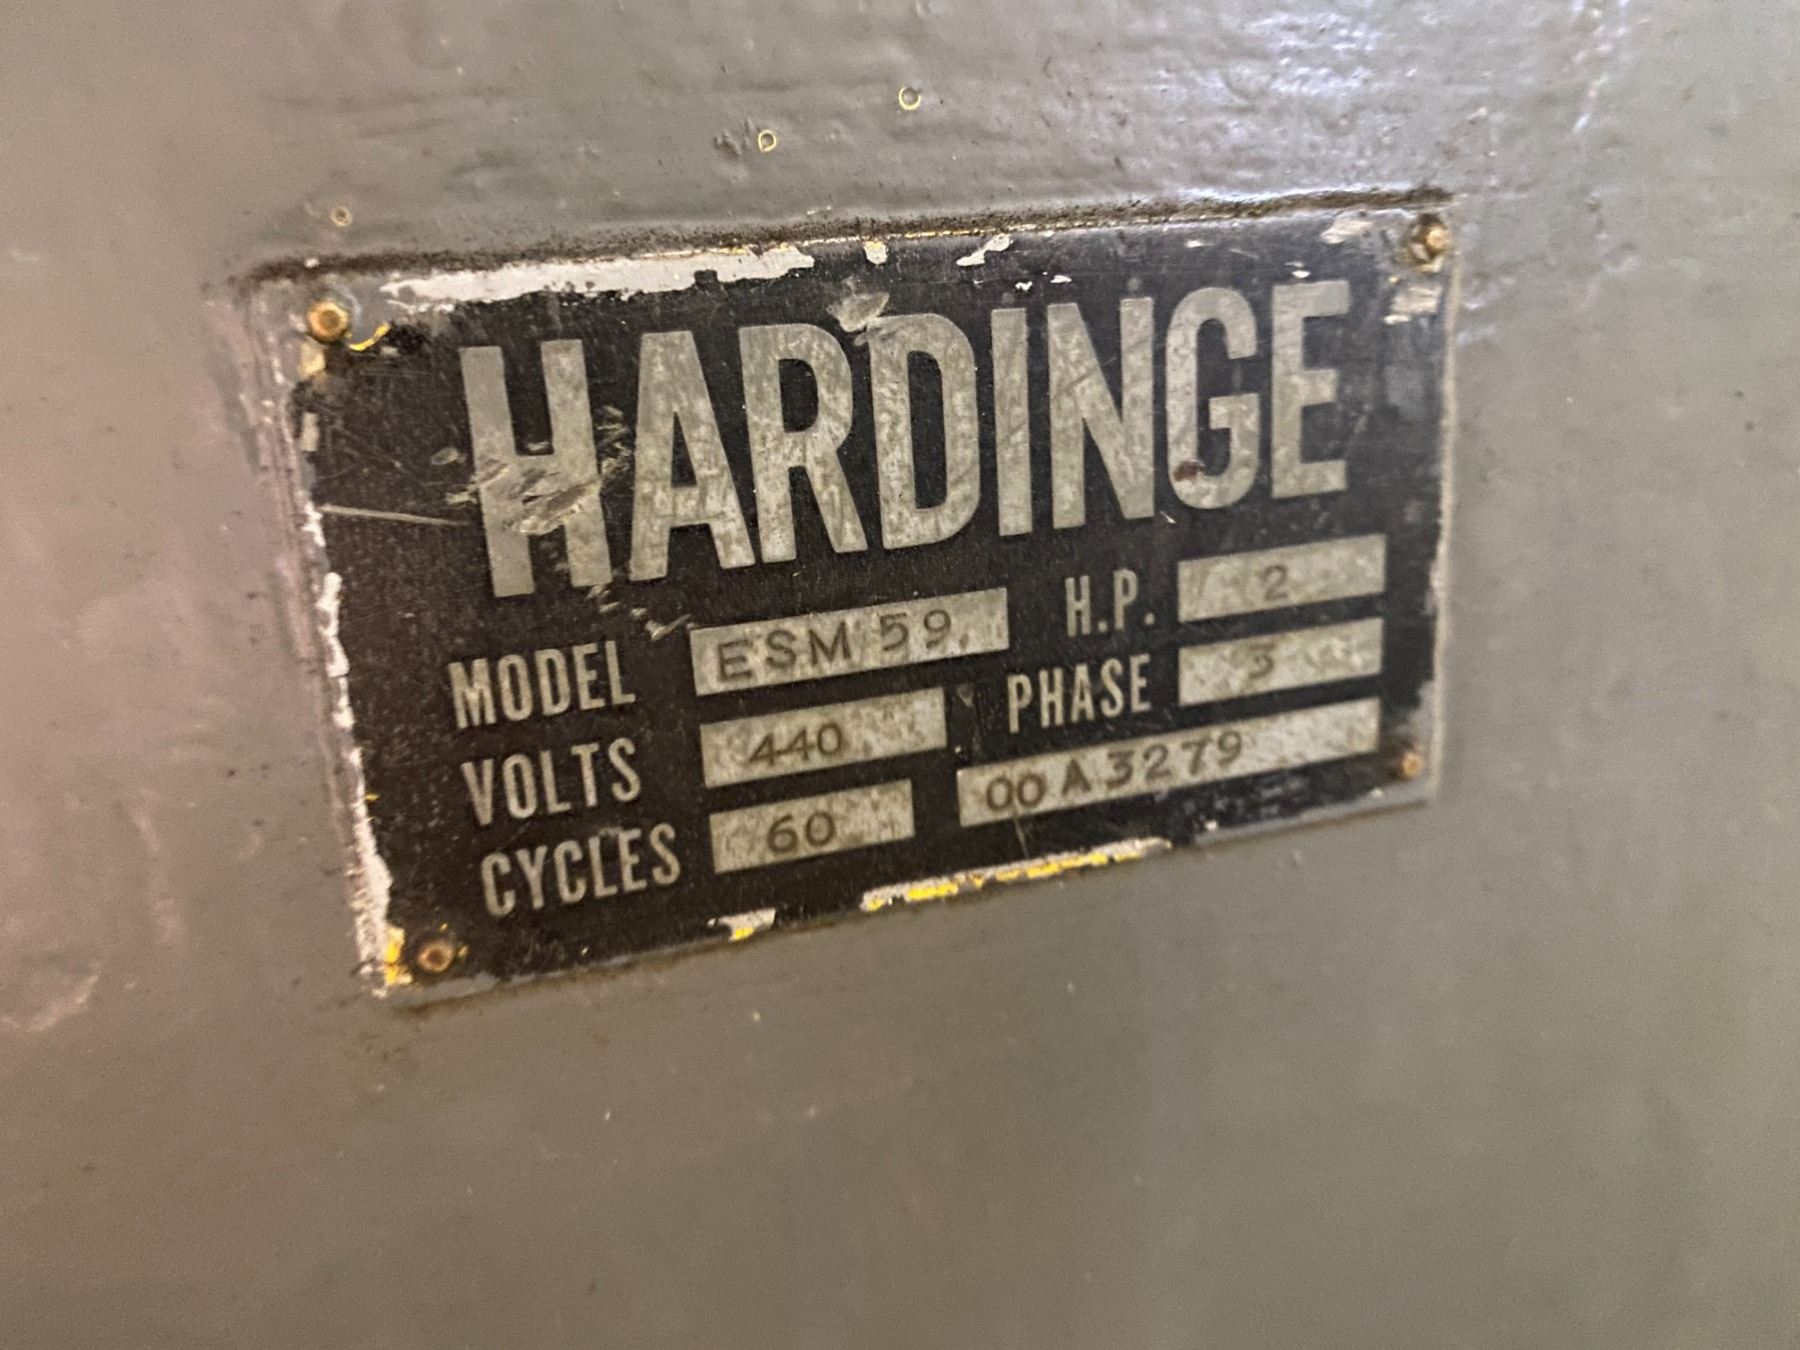 HARDINGE
MODEL ESM 59 H.P. 2
VOLTS 440 PHASE 3
CYCLES 60 00 A 3279